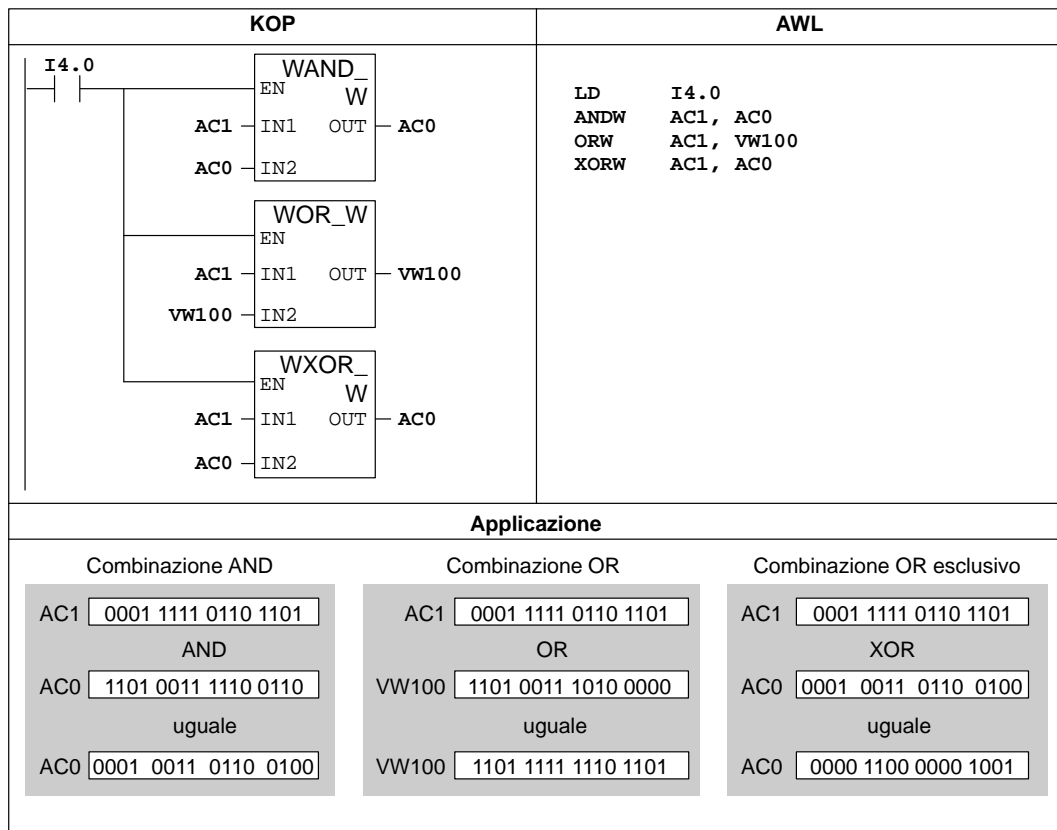 KOP
AWL
I4.0
WAND_
EN W
AC1 IN1 OUT AC0
AC0 IN2
WOR_W
EN
AC1 IN1 OUT VW100
VW100 IN2
WXOR_
EN W
AC1 IN1 OUT AC0
AC0 IN2
LD I4.0
ANDW AC1, AC0
ORW AC1, VW100
XORW AC1, AC0
Applicazione
Combinazione AND
AC1 0001 1111 0110 1101
AND
AC0 1101 0011 1110 0110
uguale
AC0 0001 0011 0110 0100
Combinazione OR
AC1 0001 1111 0110 1101
OR
VW100 1101 0011 1010 0000
uguale
VW100 1101 1111 1110 1101
Combinazione OR esclusivo
AC1 0001 1111 0110 1101
XOR
AC0 0001 0011 0110 0100
uguale
AC0 0000 1100 0000 1001